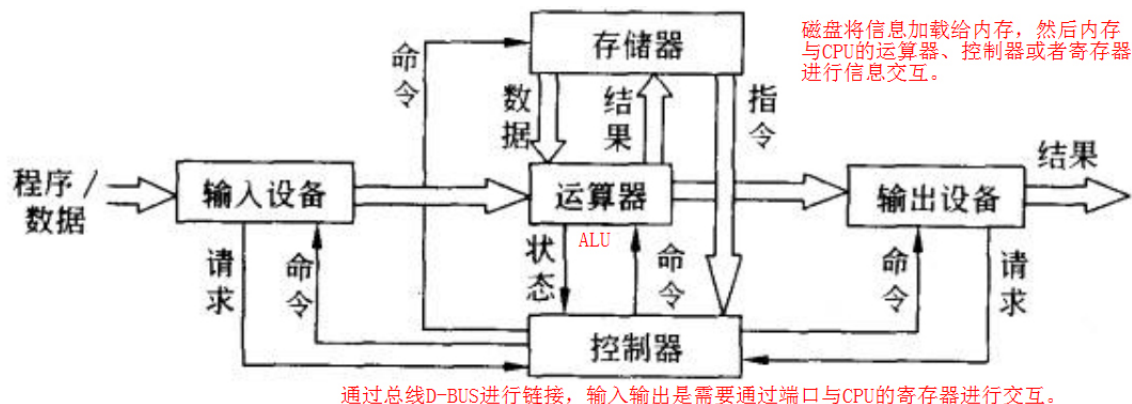 磁盘将信息加载给内存，然后内存
与CPU的运算器、控制器或者寄存器
进行信息交互。
存储器
命令
数据
结果
指令
程序/
数据
输入设备
运算器
ALU
输出设备
结果
请求
命令
状态
命令
命令
请求
控制器
通过总线D-BUS进行链接，输入输出是需要通过端口与CPU的寄存器进行交互。